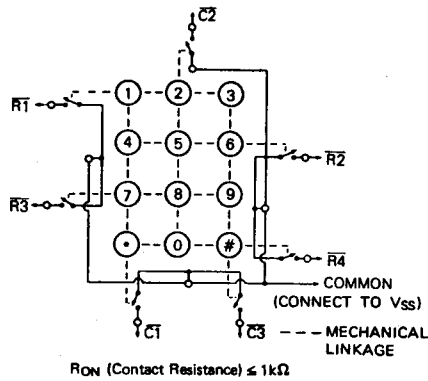 C2
1 2 3
R1
4 5 6
R2
7 8 9
R3
• 0 #
R4
COMMON
(CONNECT TO VSS)
C1 C3
--- MECHANICAL
LINKAGE
RON (Contact Resistance) ≤ 1kΩ